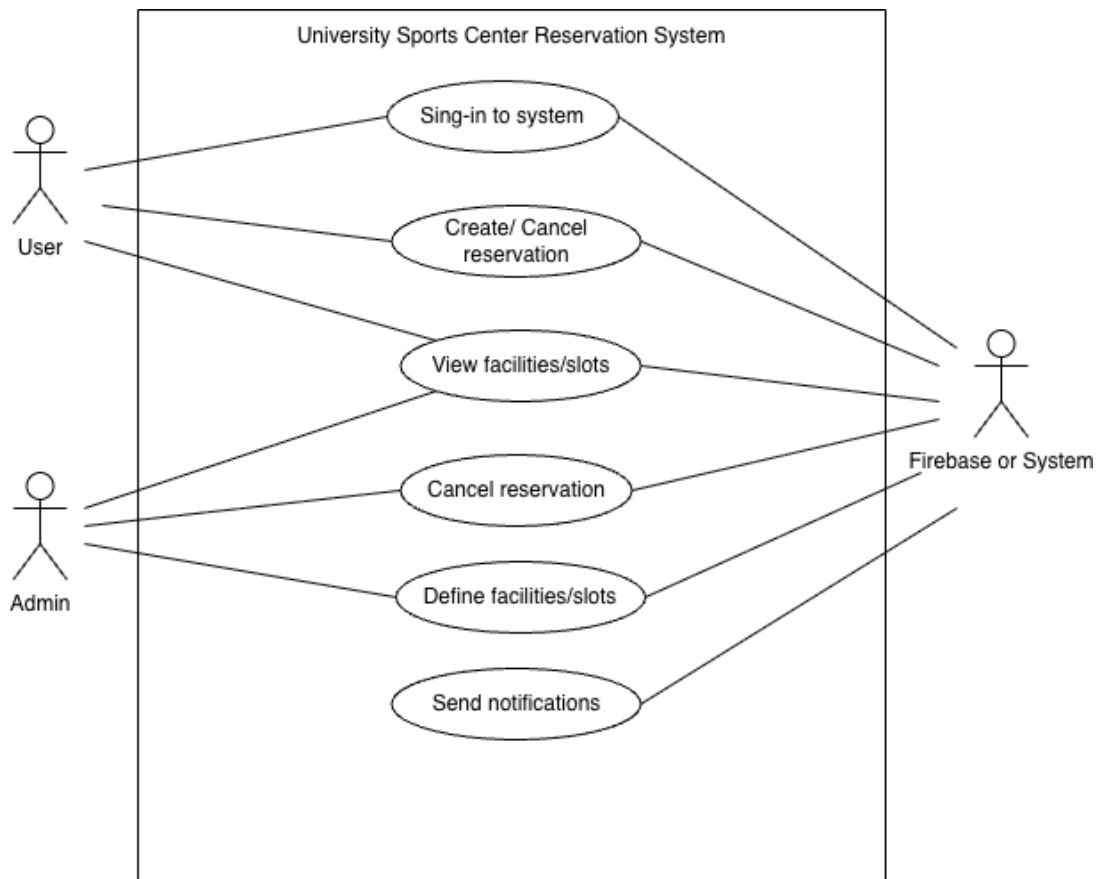 University Sports Center Reservation System
Sing-in to system
User
Create/ Cancel
reservation
View facilities/slots
Firebase or System
Cancel reservation
Admin
Define facilities/slots
Send notifications